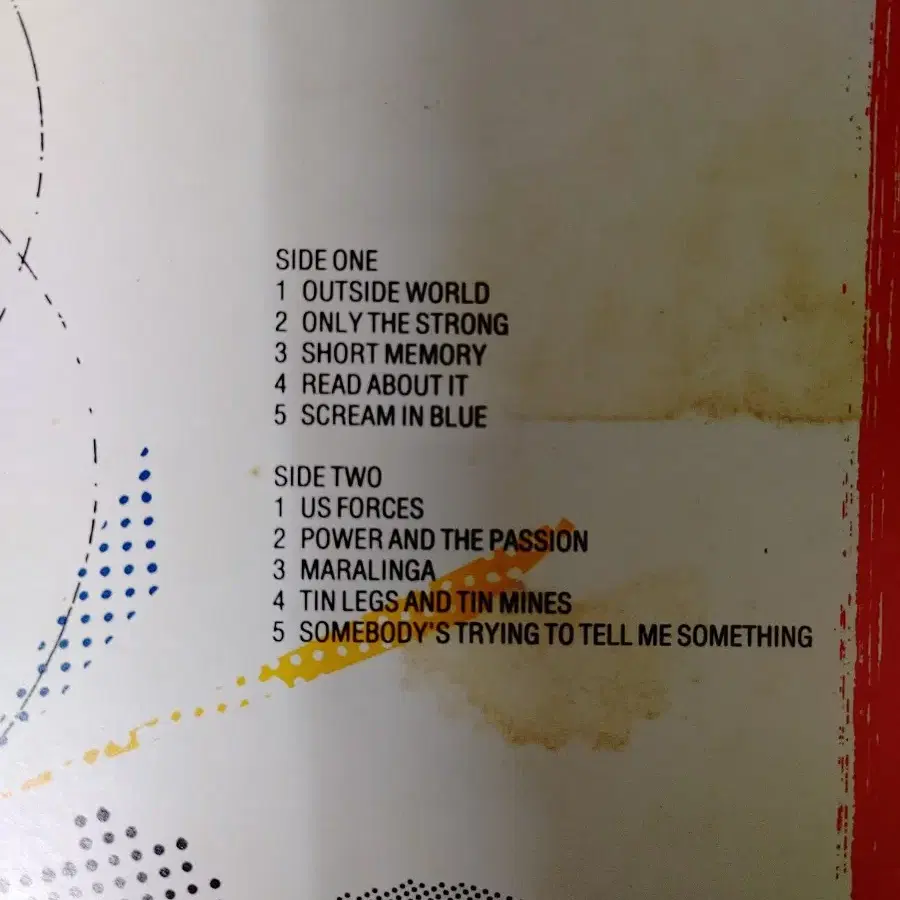 SIDE ONE
1 OUTSIDE WORLD
2 ONLY THE STRONG
3 SHORT MEMORY
4 READ ABOUT IT
5 SCREAM IN BLUE
SIDE TWO
1 US FORCES
2 POWER AND THE PASSION
3 MARALINGA
4 TIN LEGS AND TIN MINES
5 SOMEBODY'S TRYING TO TELL ME SOMETHING